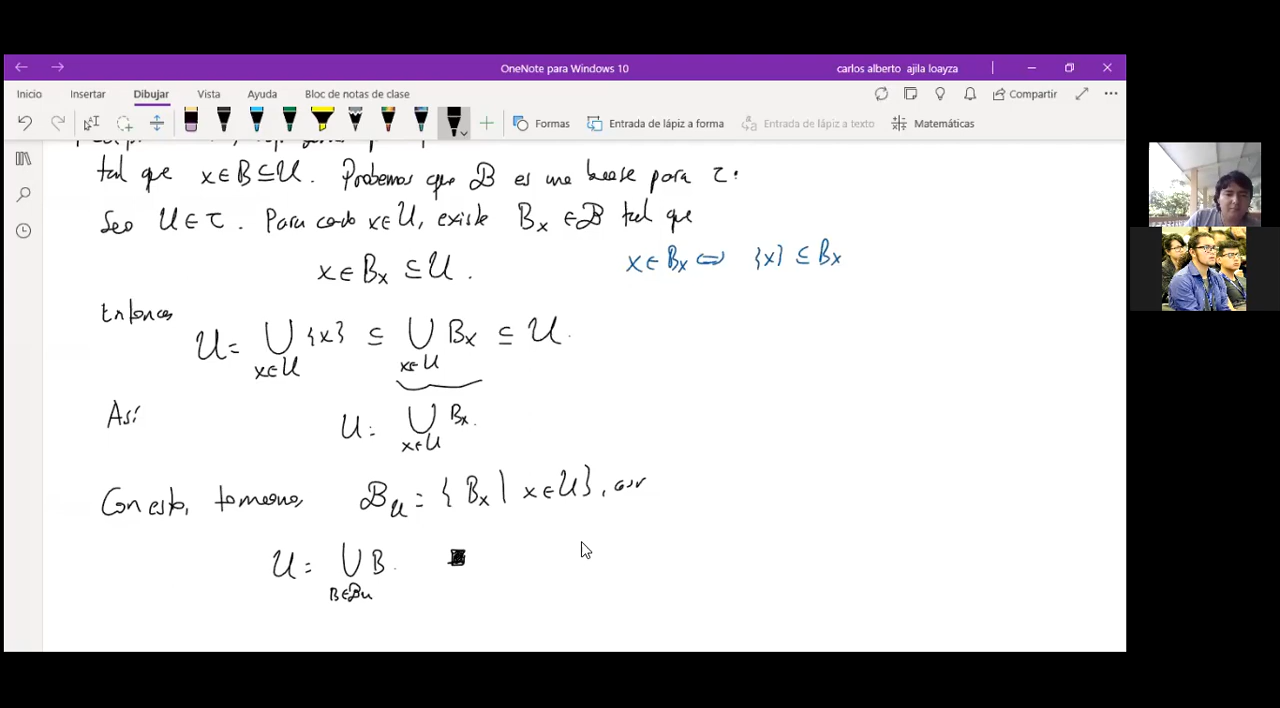 OneNote para Windows 10
carlos alberto ajila loayza
Inicio Insertar Dibujar Vista Ayuda Bloc de notas de clase
Compartir
Formas Entrada de lápiz a forma Entrada de lápiz a texto Matemáticas
tal que x ∈ B ⊆ U. Probemos que ℬ es una base para τ.
Sea U ∈ τ. Para cada x ∈ U, existe Bₓ ∈ ℬ tal que
x ∈ Bₓ ⊆ U.
x ∈ Bₓ ⇔ {x} ⊆ Bₓ
Entonces
U = ⋃_{x∈U} {x} ⊆ ⋃_{x∈U} Bₓ ⊆ U.
Así U = ⋃_{x∈U} Bₓ.
Con esto, tomemos ℬ_U = { Bₓ | x ∈ U },
U = ⋃_{B∈ℬ_U} B. ■